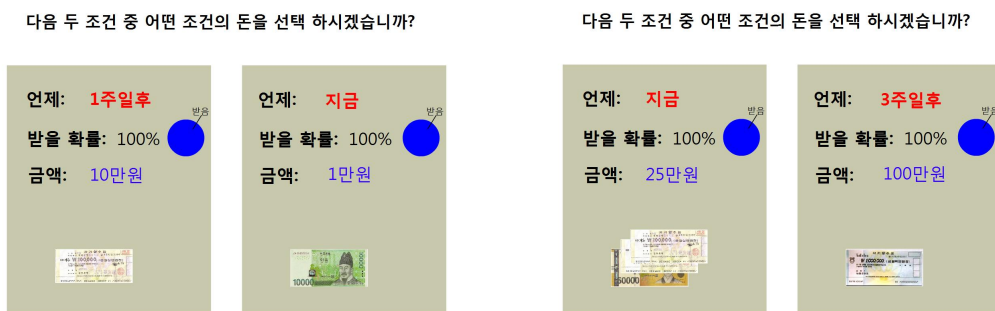 다음 두 조건 중 어떤 조건의 돈을 선택 하시겠습니까?
언제: 1주일후
받음
받을 확률: 100%
금액: 10만원
언제: 지금
받음
받을 확률: 100%
금액: 1만원
10000
다음 두 조건 중 어떤 조건의 돈을 선택 하시겠습니까?
언제: 지금
받음
받을 확률: 100%
금액: 25만원
50000
언제: 3주일후
받음
받을 확률: 100%
금액: 100만원